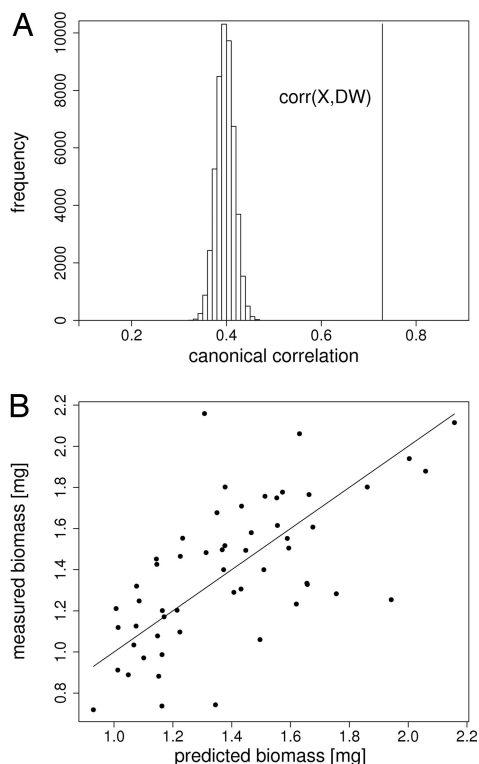 A
10000
8000
6000
4000
2000
0
frequency
corr(X,DW)
0.2 0.4 0.6 0.8
canonical correlation
B
2.2
2.0
1.8
1.6
1.4
1.2
1.0
0.8
measured biomass [mg]
1.0 1.2 1.4 1.6 1.8 2.0 2.2
predicted biomass [mg]